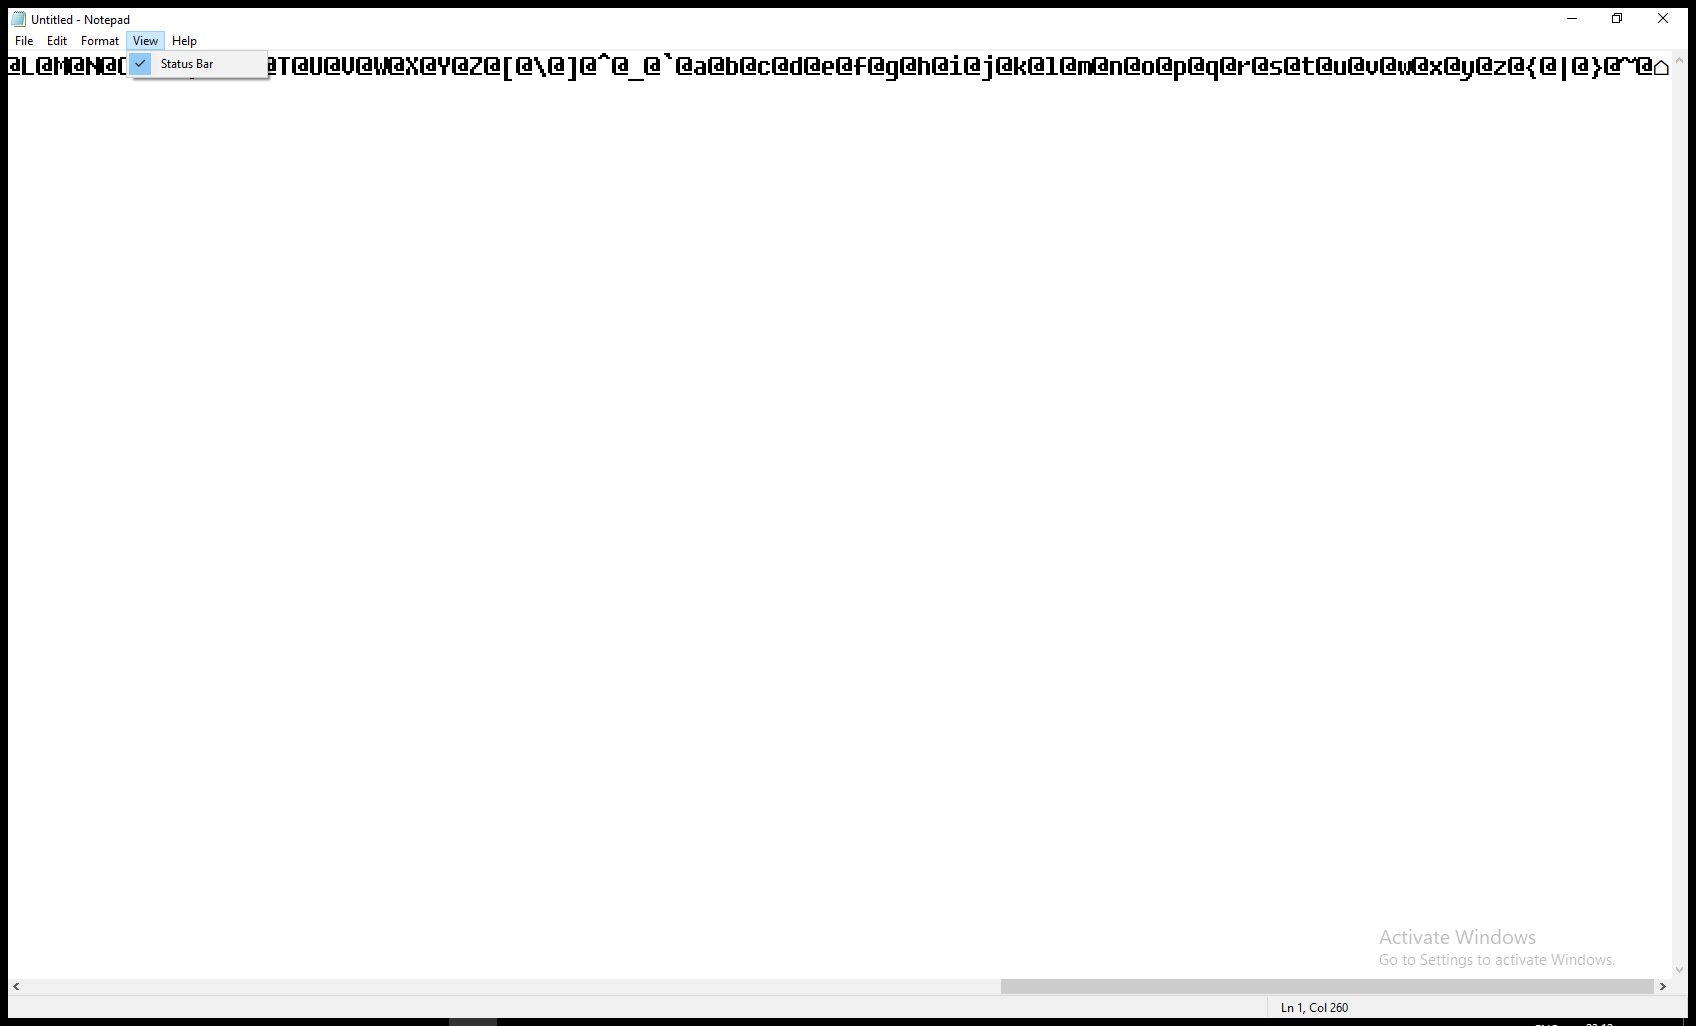 Untitled - Notepad
File Edit Format View Help
Status Bar
@L@M@N@
@T@U@V@W@X@Y@Z@[@\@]@^@_@`@a@b@c@d@e@f@g@h@i@j@k@l@m@n@o@p@q@r@s@t@u@v@w@x@y@z@{@|@}@~@⌂
Activate Windows
Go to Settings to activate Windows.
Ln 1, Col 260